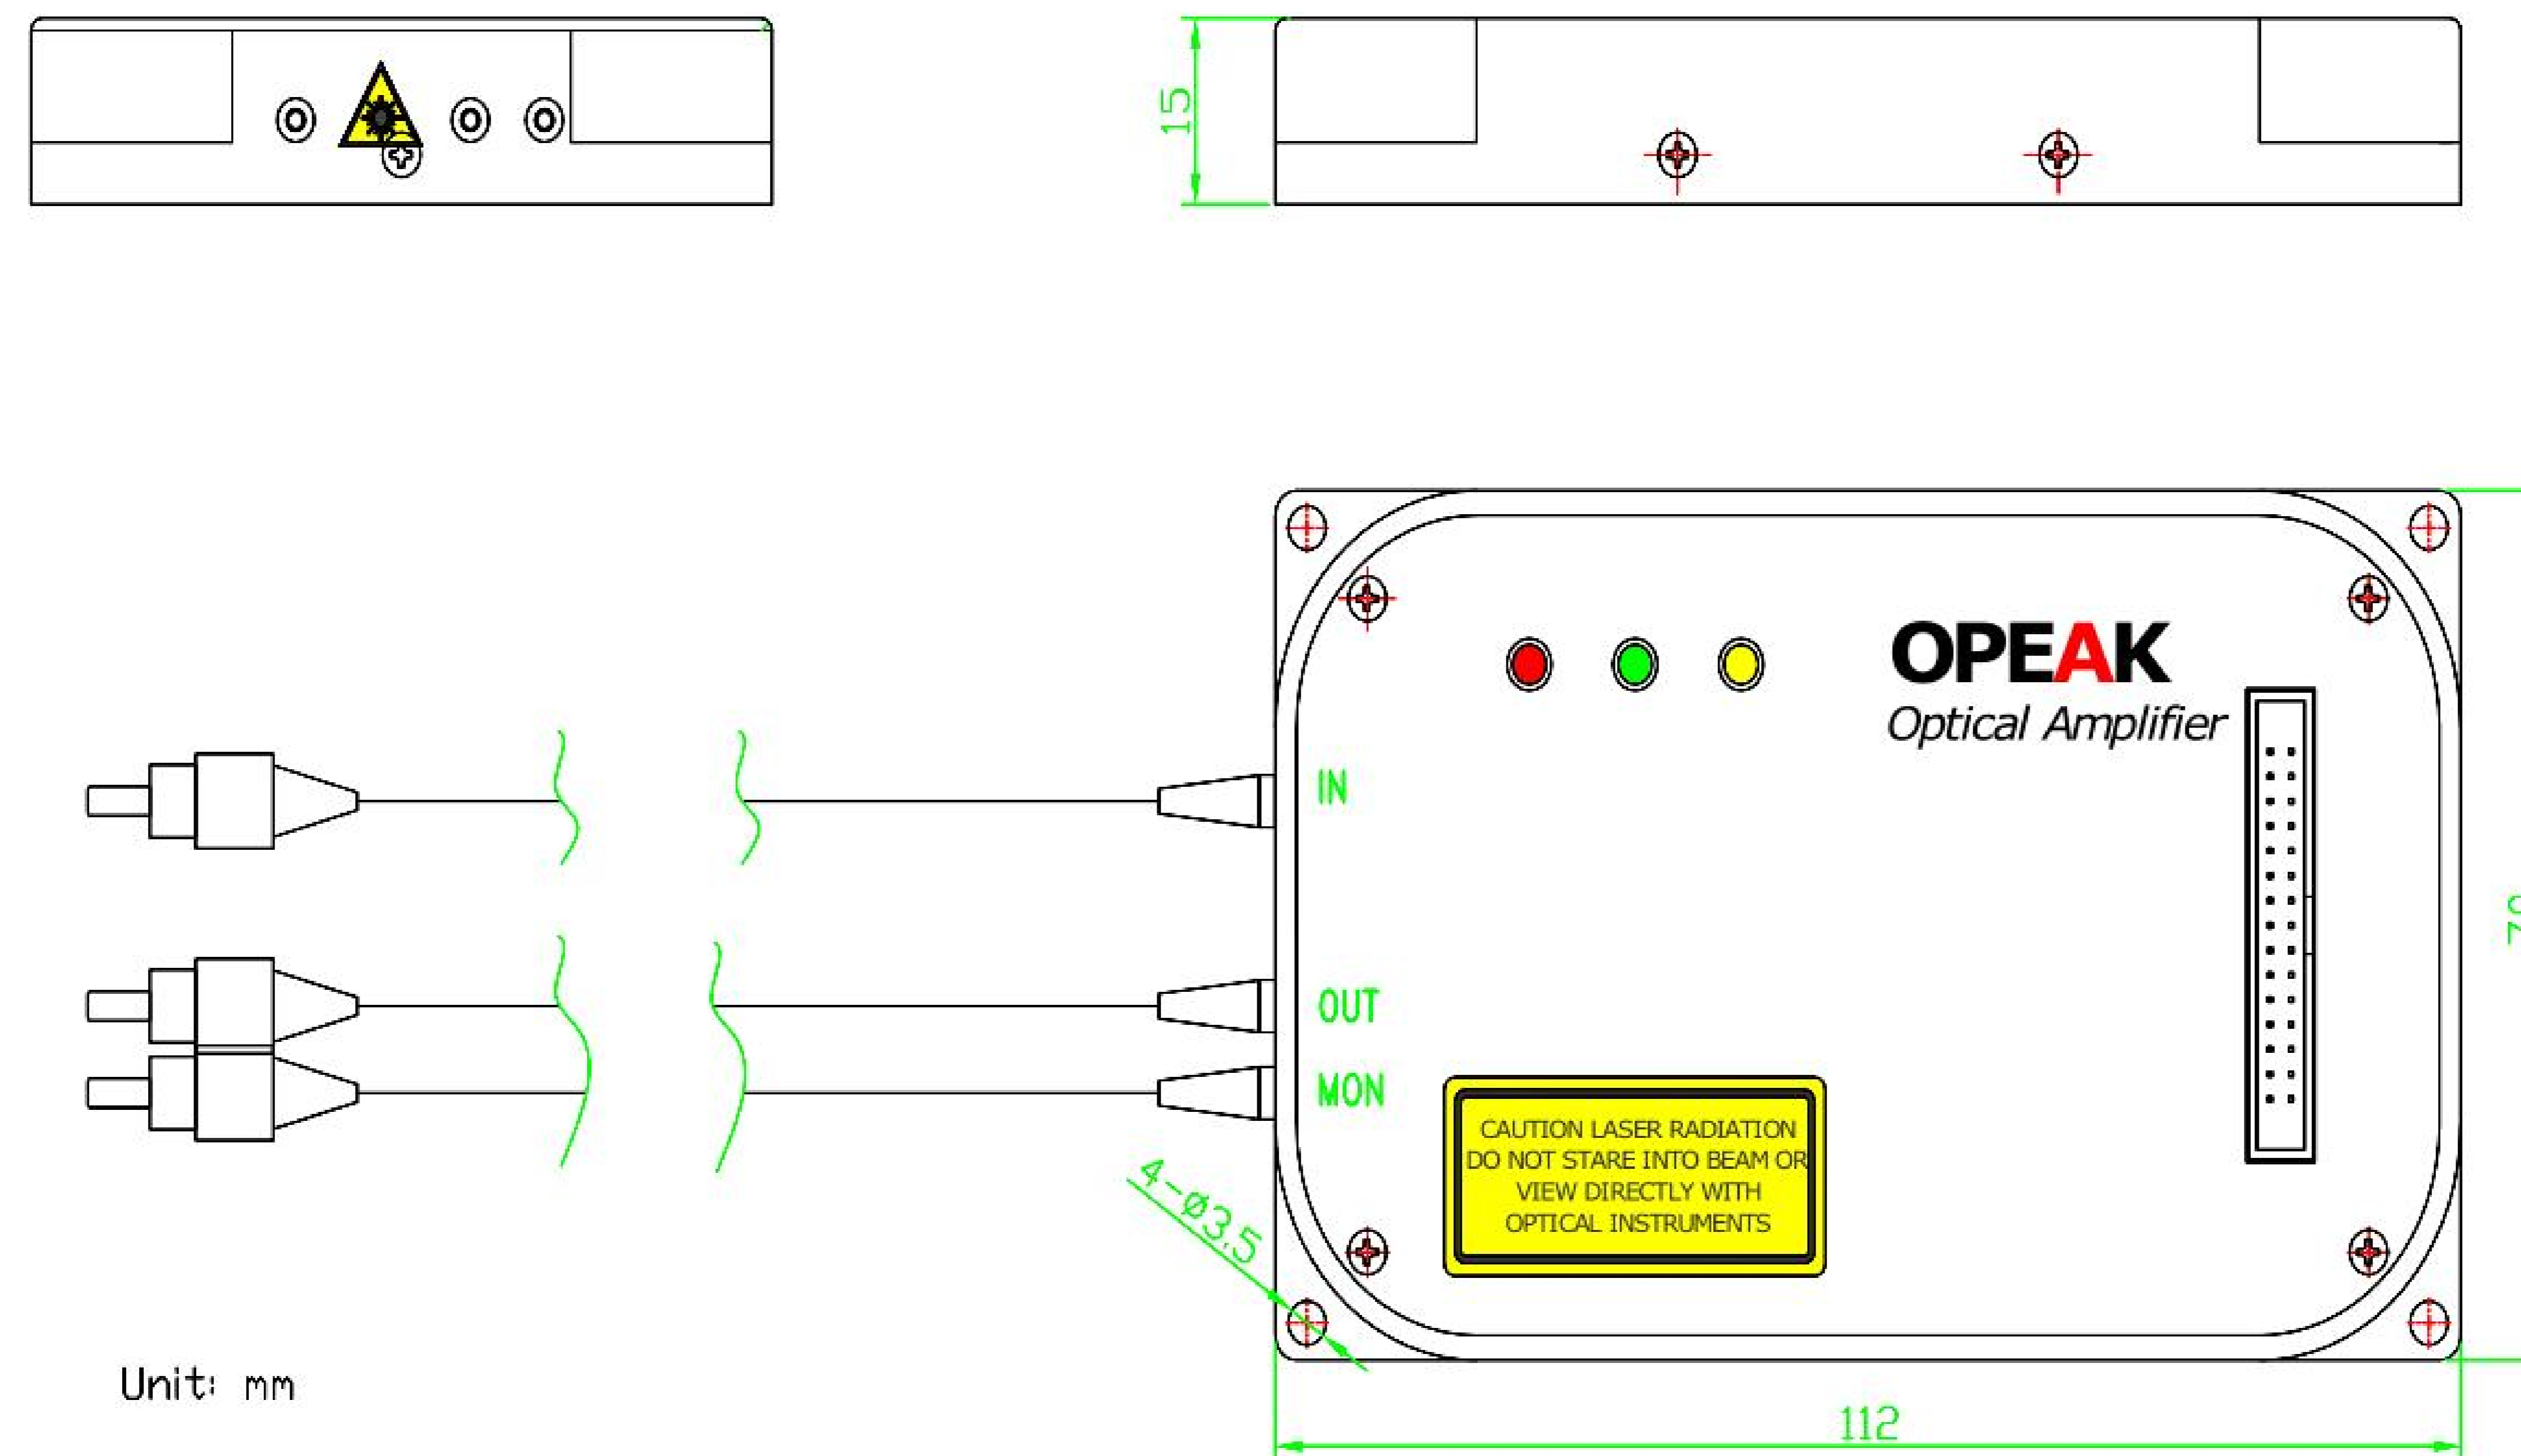 15
OPEAK
Optical Amplifier
IN
OUT
MON
CAUTION LASER RADIATION
DO NOT STARE INTO BEAM OR
VIEW DIRECTLY WITH
OPTICAL INSTRUMENTS
4-ø3.5
Unit: mm
112